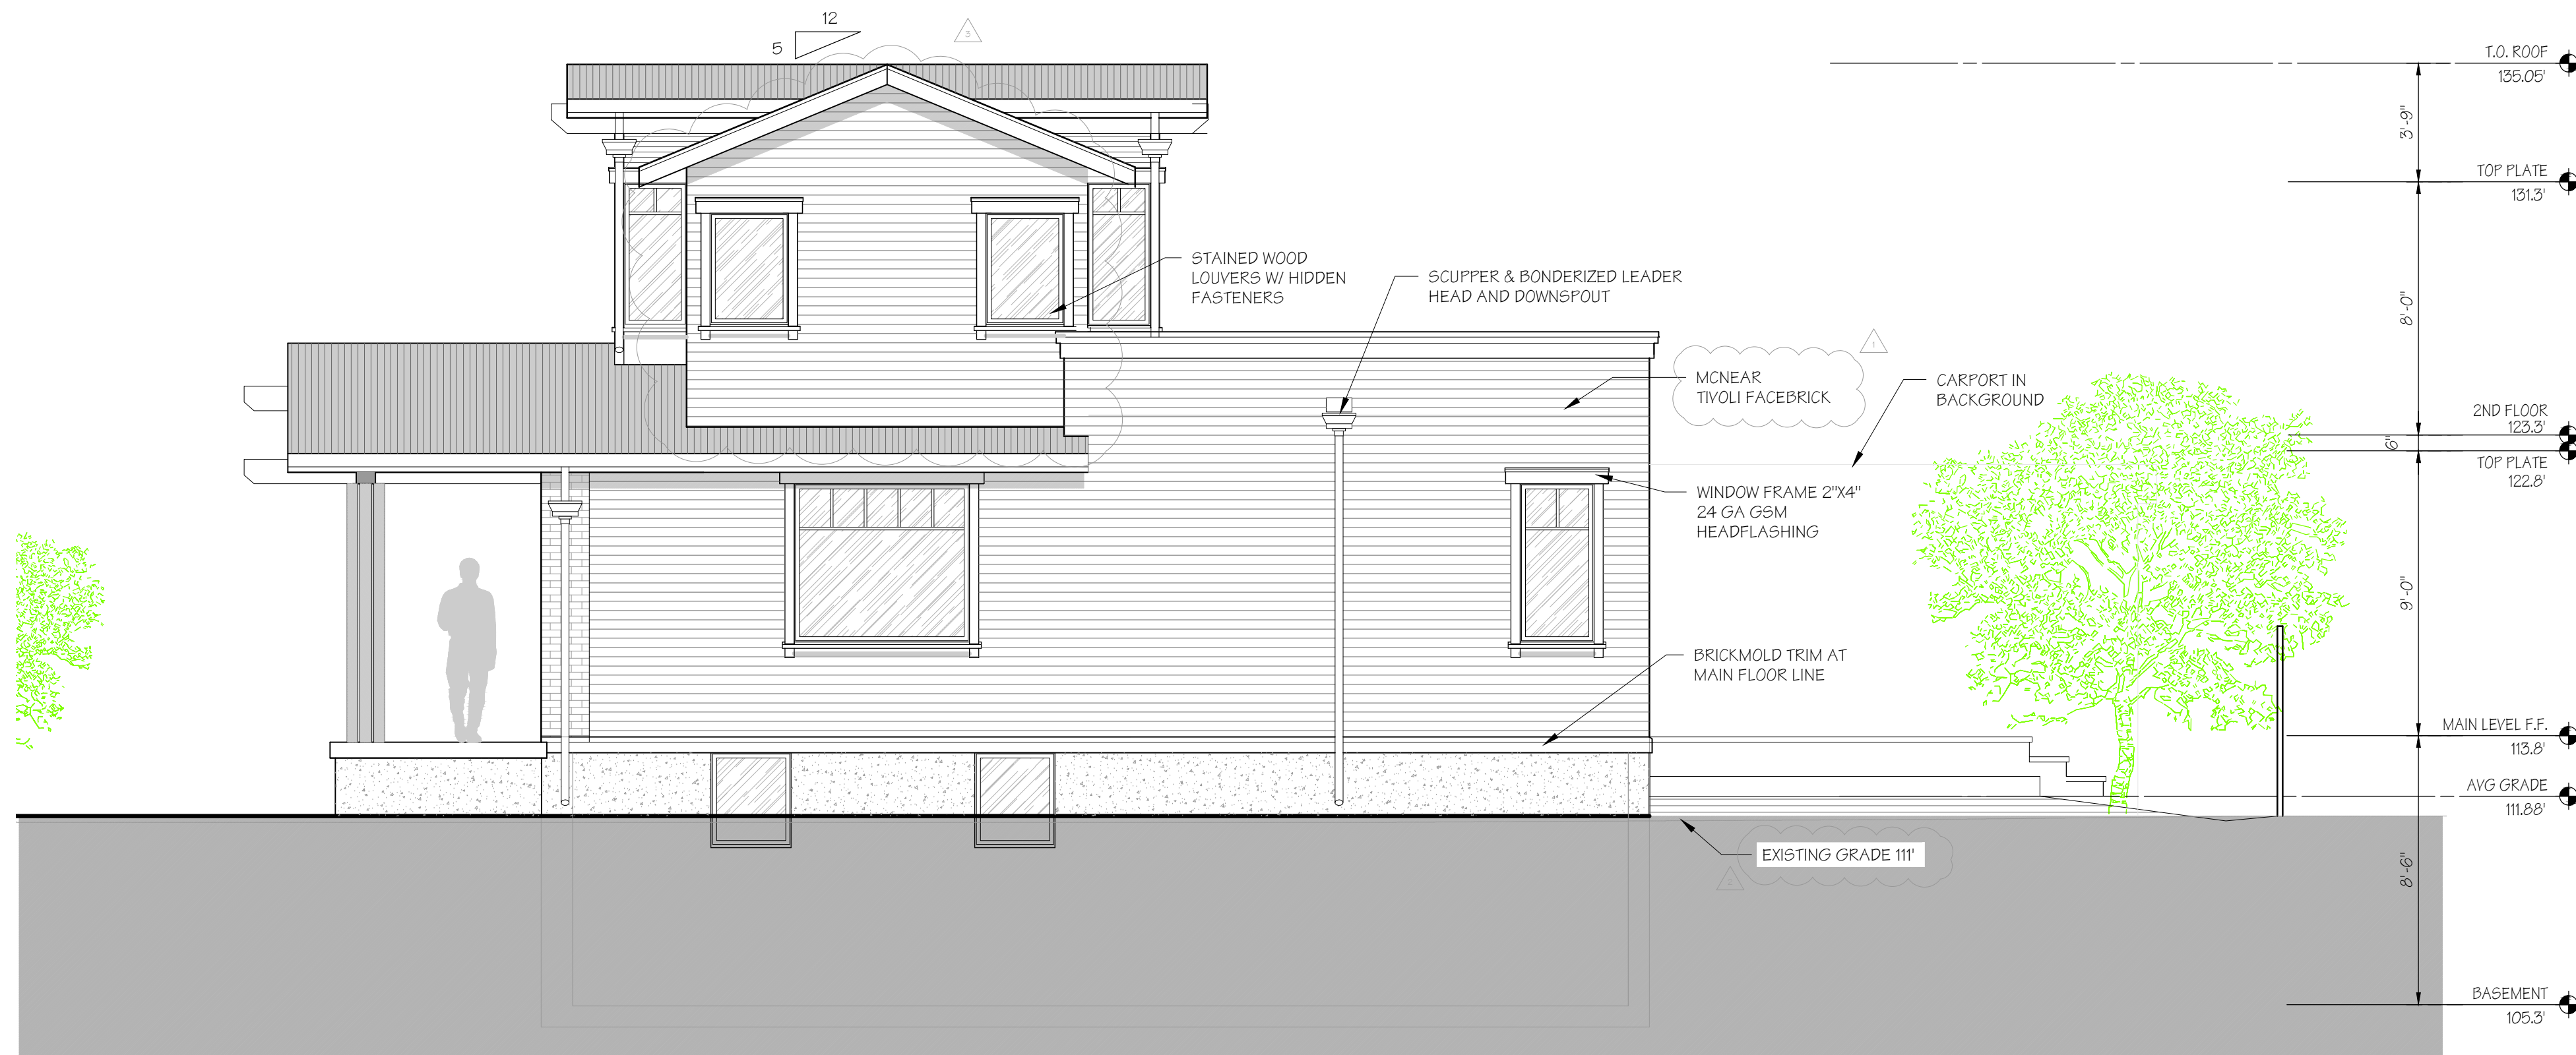 12
5
3
T.O. ROOF
135.05'
3'-9"
TOP PLATE
131.3'
STAINED WOOD
LOUVERS W/ HIDDEN
FASTENERS
SCUPPER & BONDERIZED LEADER
HEAD AND DOWNSPOUT
8'-0"
1
MCNEAR
TIVOLI FACEBRICK
CARPORT IN
BACKGROUND
2ND FLOOR
123.3'
6"
TOP PLATE
122.8'
WINDOW FRAME 2"X4"
24 GA GSM
HEADFLASHING
9'-0"
BRICKMOLD TRIM AT
MAIN FLOOR LINE
MAIN LEVEL F.F.
113.8'
AVG GRADE
111.88'
EXISTING GRADE 111'
2
8'-6"
BASEMENT
105.3'